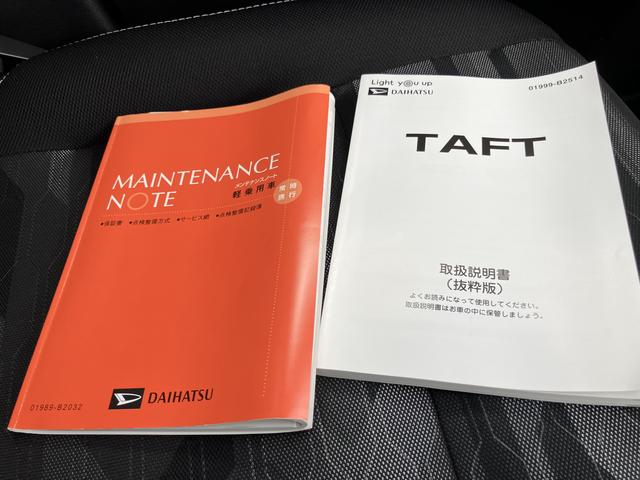 MAINTENANCE
NOTE
メンテナンスノート
軽乗用車
常時
携行
●保証書 ●点検整備方式 ●サービス網 ●点検整備記録簿
DAIHATSU
01989-B2032
Light you up
DAIHATSU
01999-B2514
TAFT
取扱説明書
（抜粋版）
よくお読みになって使用してください。
取扱説明書はお車の中に保管しましょう。